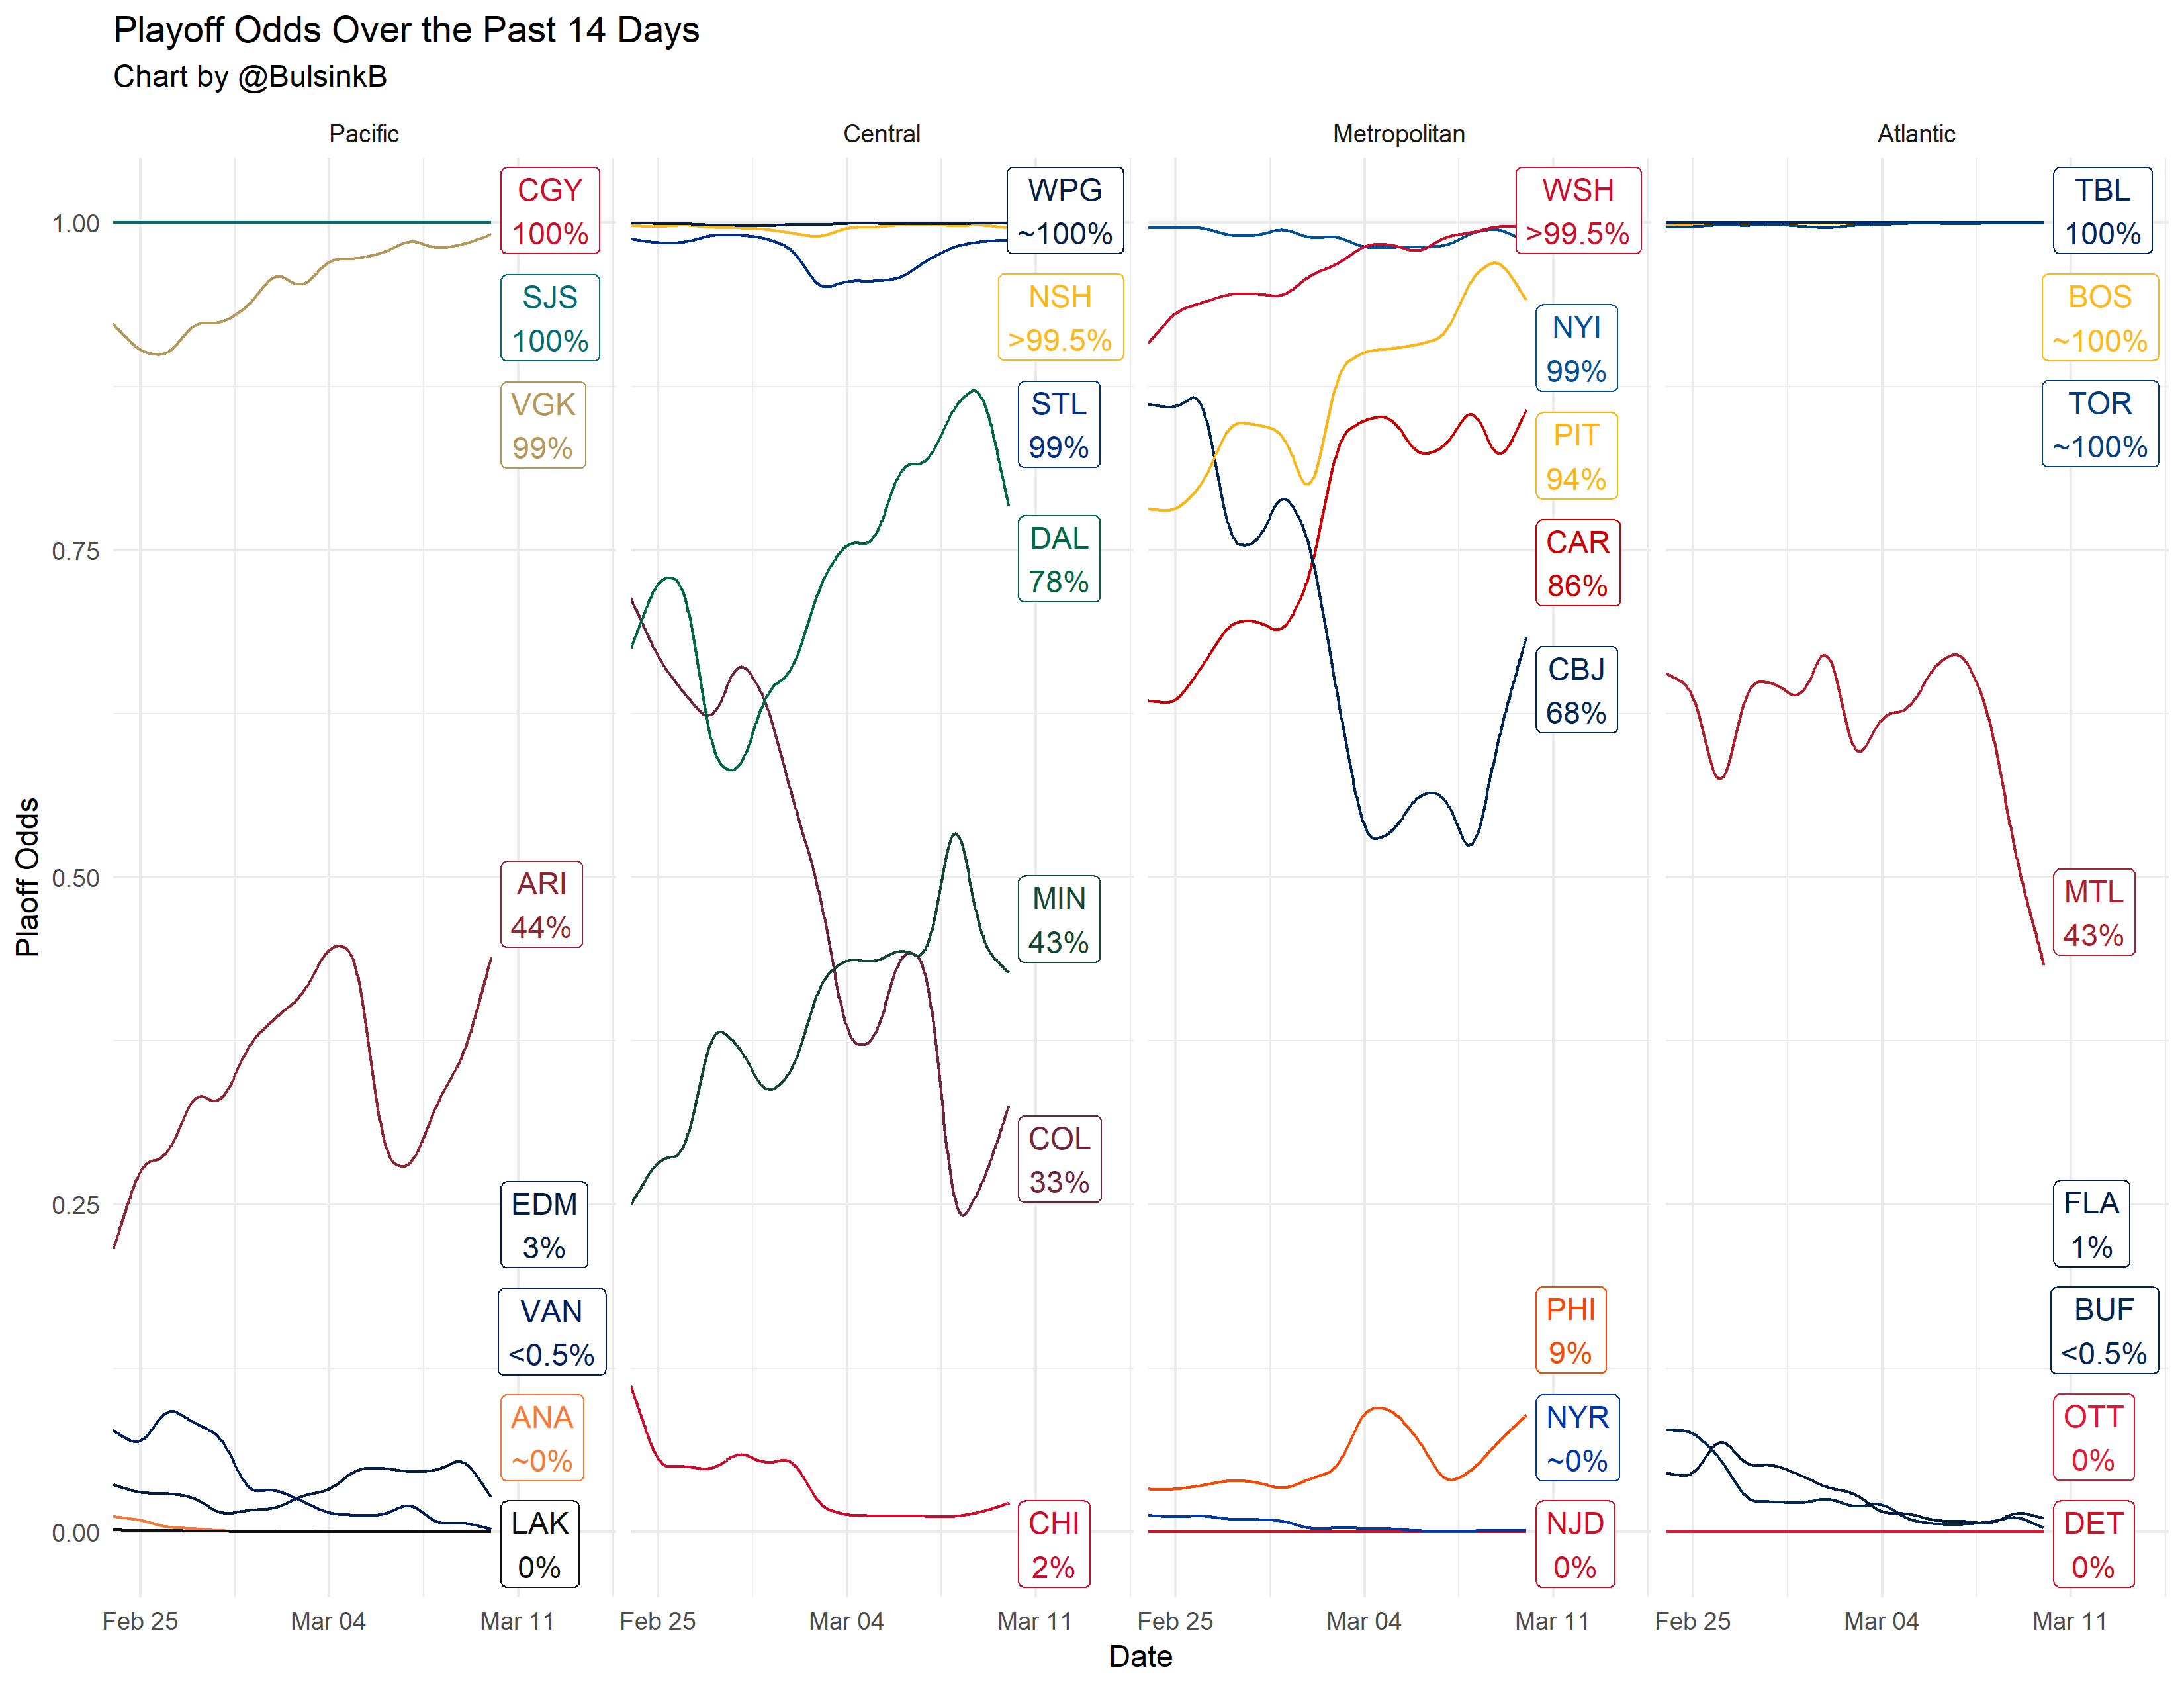 Playoff Odds Over the Past 14 Days
Chart by @BulsinkB
Pacific
Central
Metropolitan
Atlantic
Plaoff Odds
1.00
0.75
0.50
0.25
0.00
CGY
100%
SJS
100%
VGK
99%
ARI
44%
EDM
3%
VAN
<0.5%
ANA
~0%
LAK
0%
WPG
~100%
NSH
>99.5%
STL
99%
DAL
78%
MIN
43%
COL
33%
CHI
2%
WSH
>99.5%
NYI
99%
PIT
94%
CAR
86%
CBJ
68%
PHI
9%
NYR
~0%
NJD
0%
TBL
100%
BOS
~100%
TOR
~100%
MTL
43%
FLA
1%
BUF
<0.5%
OTT
0%
DET
0%
Feb 25 Mar 04 Mar 11
Feb 25 Mar 04 Mar 11
Feb 25 Mar 04 Mar 11
Feb 25 Mar 04 Mar 11
Date